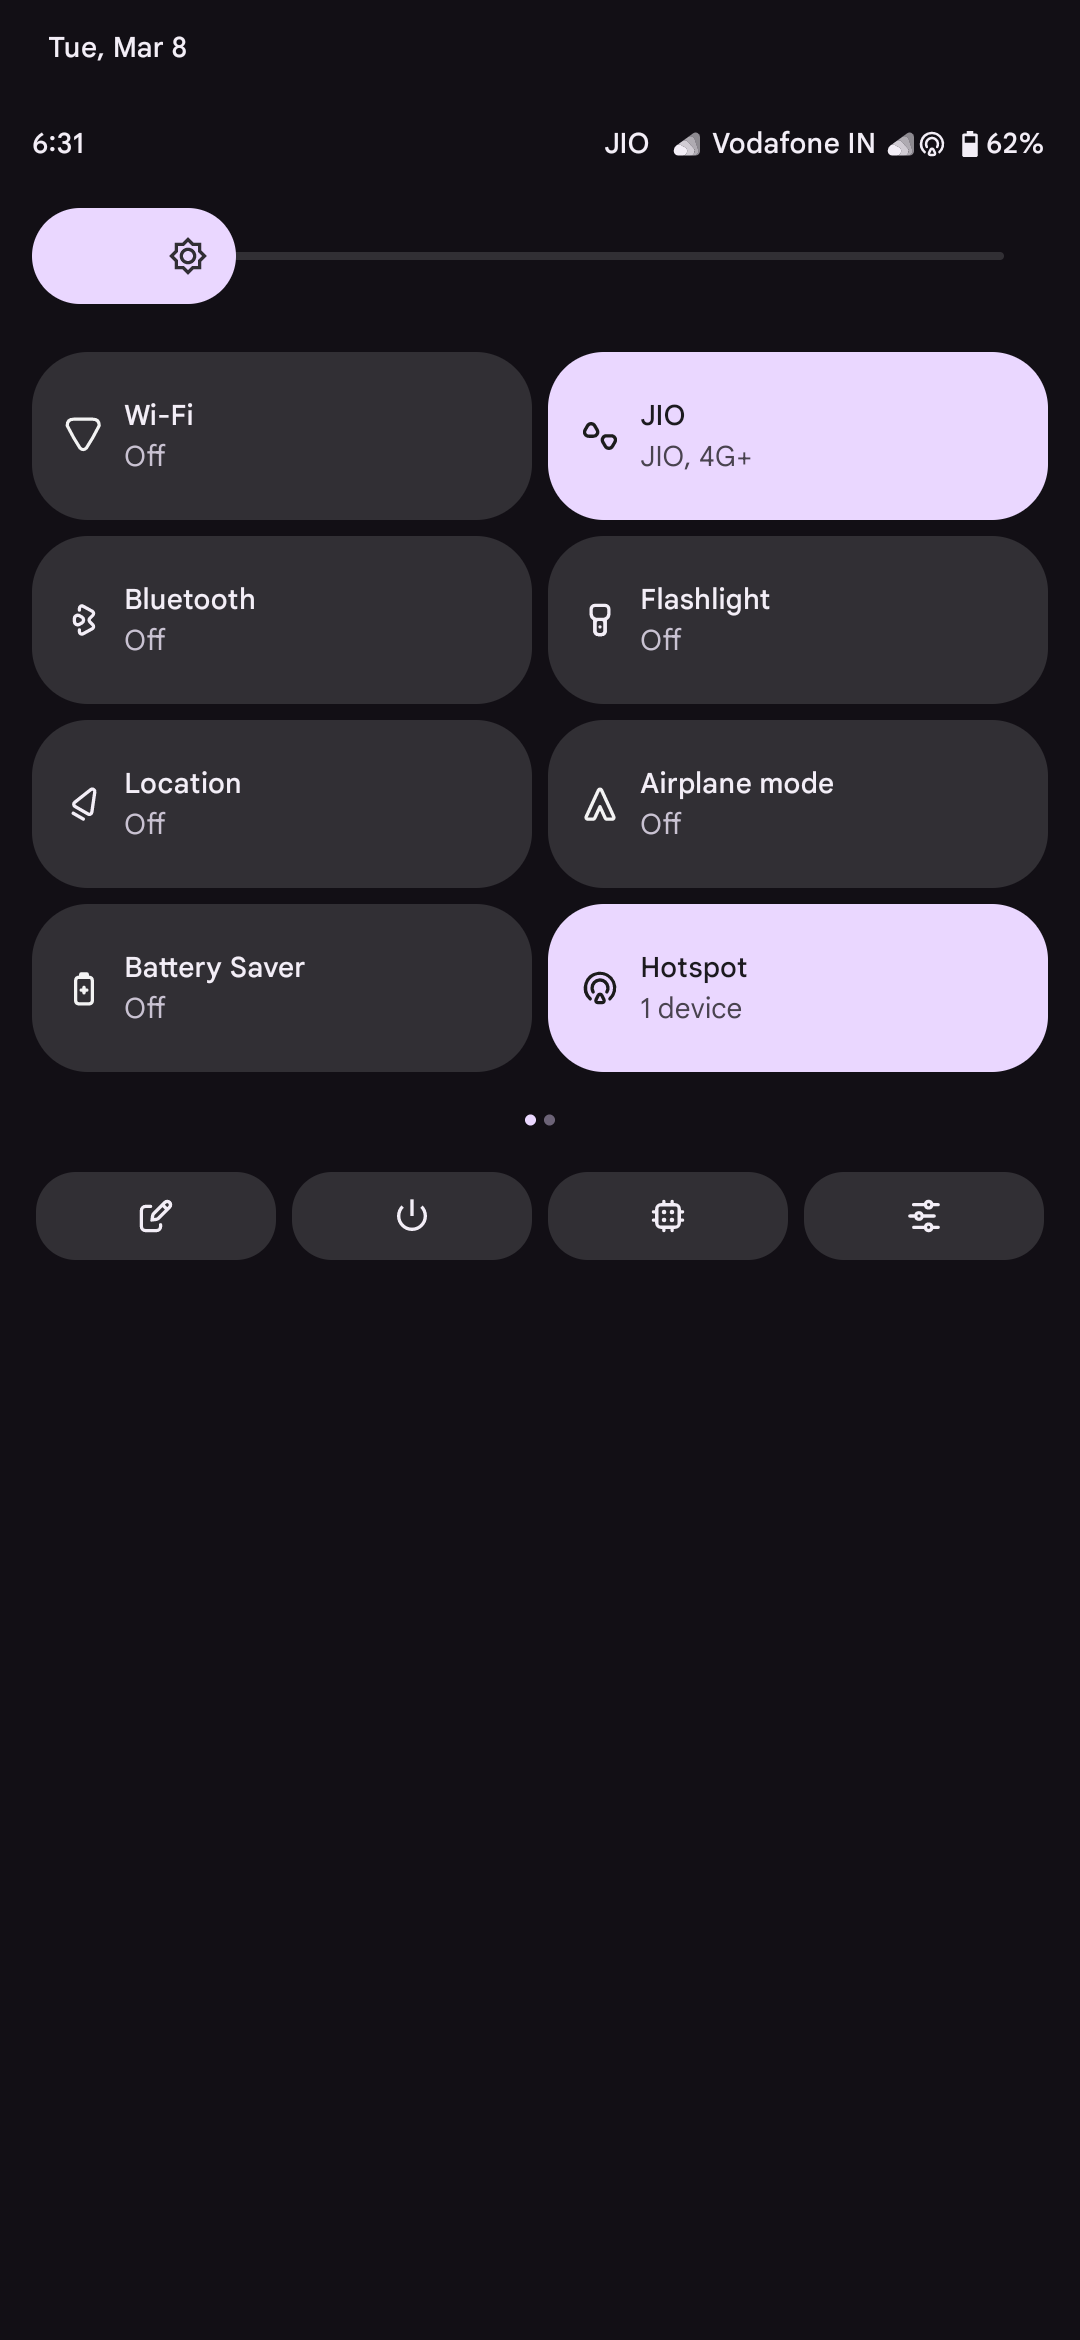 Tue, Mar 8
6:31 JIO Vodafone IN 62%
Wi-Fi
Off
JIO
JIO, 4G+
Bluetooth
Off
Flashlight
Off
Location
Off
Airplane mode
Off
Battery Saver
Off
Hotspot
1 device